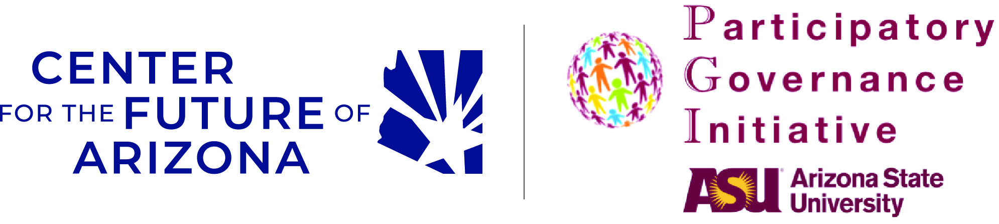 CENTER
FOR THE FUTURE OF
ARIZONA
Participatory
Governance
Initiative
ASU® Arizona State
University